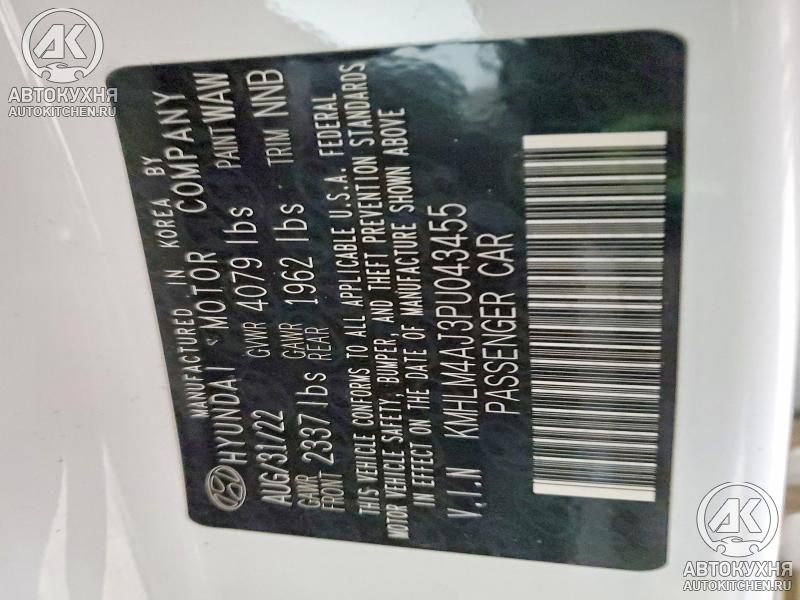 MANUFACTURED IN KOREA BY
HYUNDAI MOTOR COMPANY
AUG/31/22 GVWR 4079 lbs PAINT WAW
GAWR FRONT 2337 lbs GAWR REAR 1962 lbs TRIM NNB
THIS VEHICLE CONFORMS TO ALL APPLICABLE U.S.A. FEDERAL
MOTOR VEHICLE SAFETY, BUMPER, AND THEFT PREVENTION STANDARDS
IN EFFECT ON THE DATE OF MANUFACTURE SHOWN ABOVE
V.I.N KMHLM4AJ3PU043455
PASSENGER CAR
АК
АВТОКУХНЯ
AUTOKITCHEN.RU
АК
АВТОКУХНЯ
AUTOKITCHEN.RU